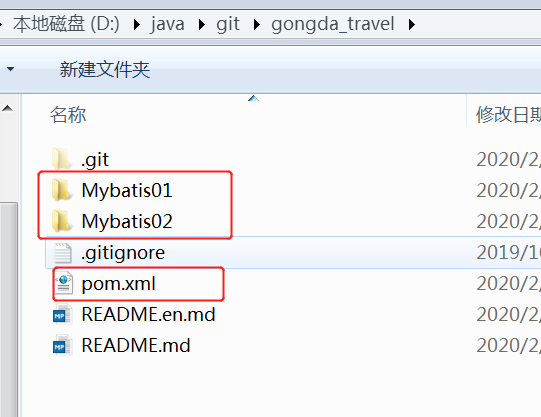 本地磁盘 (D:) ▸ java ▸ git ▸ gongda_travel ▸
新建文件夹
名称 修改日期
.git 2020/2/
Mybatis01 2020/2/
Mybatis02 2020/2/
.gitignore 2019/10
pom.xml 2020/2/
README.en.md 2020/2/
README.md 2020/2/